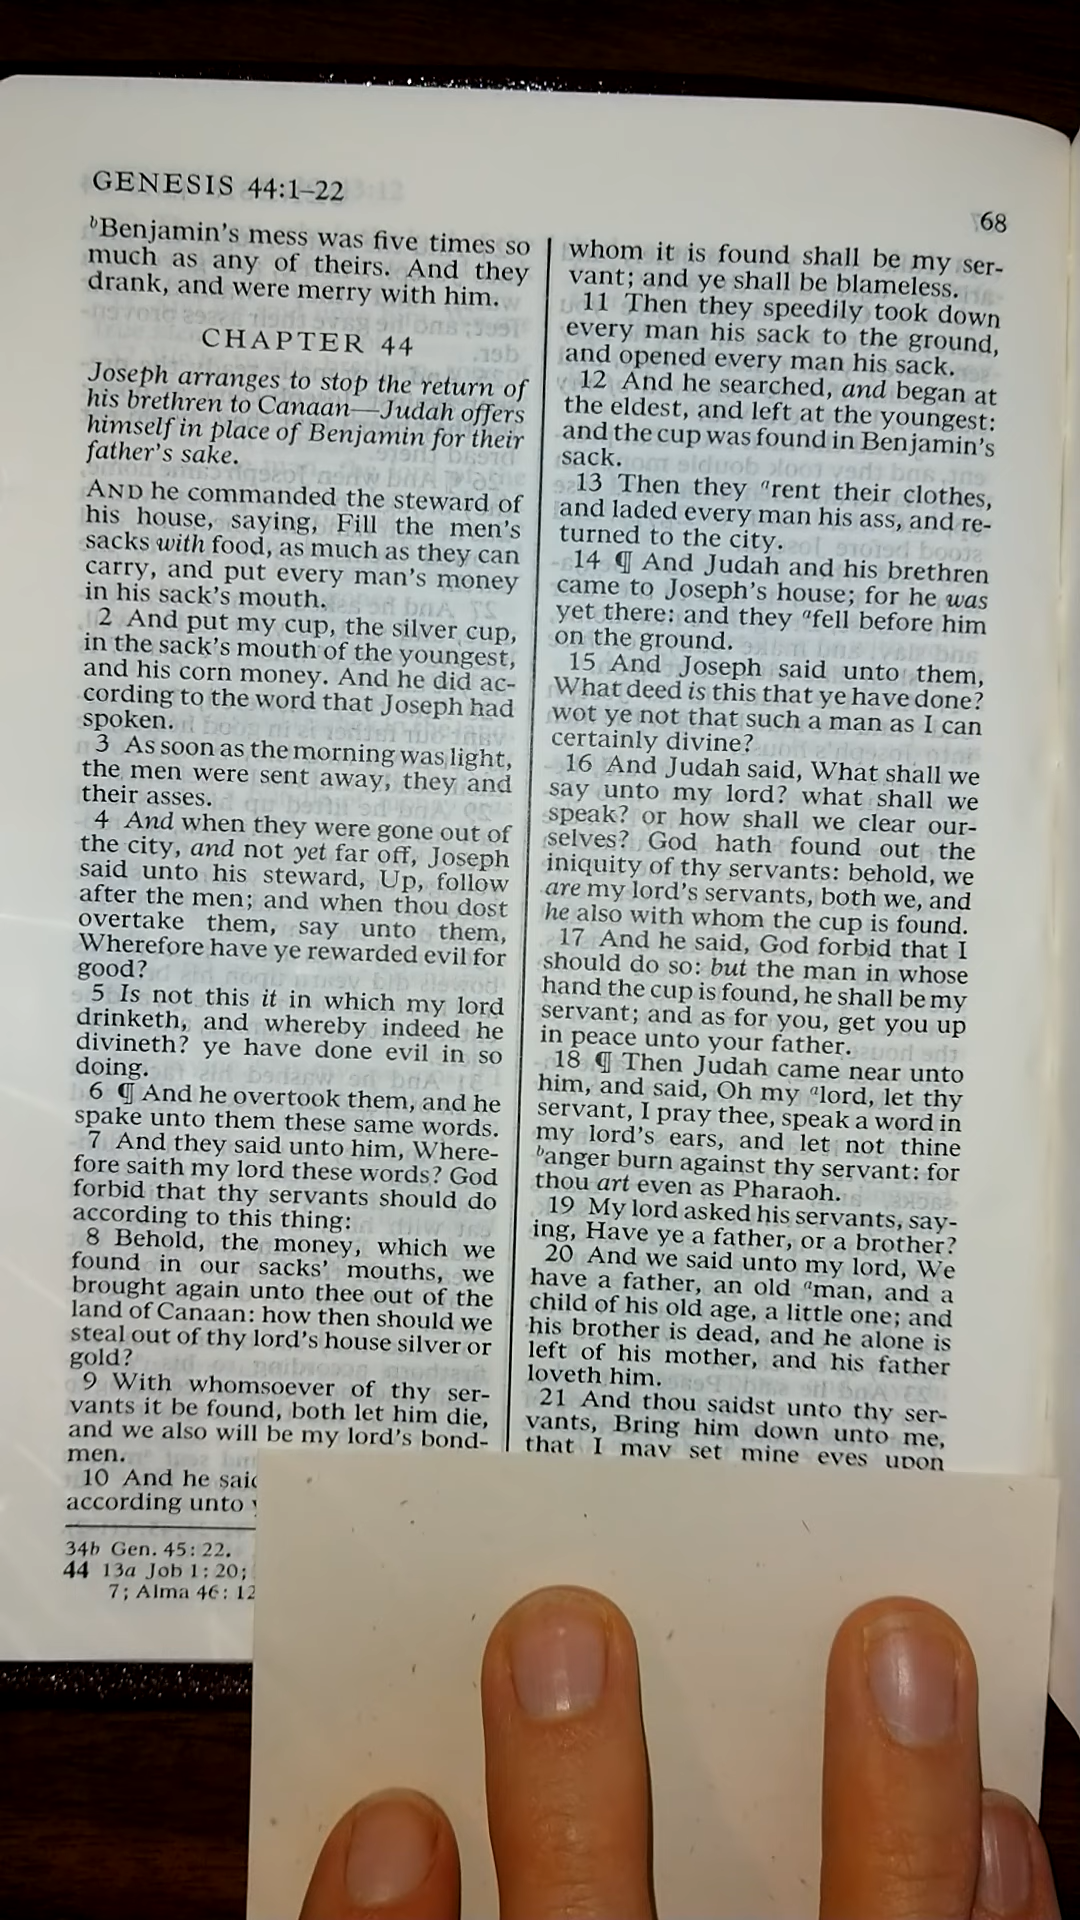 GENESIS 44:1–22
68
bBenjamin's mess was five times so
much as any of theirs. And they
drank, and were merry with him.
CHAPTER 44
Joseph arranges to stop the return of
his brethren to Canaan—Judah offers
himself in place of Benjamin for their
father's sake.
AND he commanded the steward of
his house, saying, Fill the men's
sacks with food, as much as they can
carry, and put every man's money
in his sack's mouth.
2 And put my cup, the silver cup,
in the sack's mouth of the youngest,
and his corn money. And he did ac-
cording to the word that Joseph had
spoken.
3 As soon as the morning was light,
the men were sent away, they and
their asses.
4 And when they were gone out of
the city, and not yet far off, Joseph
said unto his steward, Up, follow
after the men; and when thou dost
overtake them, say unto them,
Wherefore have ye rewarded evil for
good?
5 Is not this it in which my lord
drinketh, and whereby indeed he
divineth? ye have done evil in so
doing.
6 ¶ And he overtook them, and he
spake unto them these same words.
7 And they said unto him, Where-
fore saith my lord these words? God
forbid that thy servants should do
according to this thing:
8 Behold, the money, which we
found in our sacks' mouths, we
brought again unto thee out of the
land of Canaan: how then should we
steal out of thy lord's house silver or
gold?
9 With whomsoever of thy ser-
vants it be found, both let him die,
and we also will be my lord's bond-
men.
10 And he said
according unto
34b Gen. 45:22.
44 13a Job 1:20;
7; Alma 46:12
whom it is found shall be my ser-
vant; and ye shall be blameless.
11 Then they speedily took down
every man his sack to the ground,
and opened every man his sack.
12 And he searched, and began at
the eldest, and left at the youngest:
and the cup was found in Benjamin's
sack.
13 Then they arent their clothes,
and laded every man his ass, and re-
turned to the city.
14 ¶ And Judah and his brethren
came to Joseph's house; for he was
yet there: and they afell before him
on the ground.
15 And Joseph said unto them,
What deed is this that ye have done?
wot ye not that such a man as I can
certainly divine?
16 And Judah said, What shall we
say unto my lord? what shall we
speak? or how shall we clear our-
selves? God hath found out the
iniquity of thy servants: behold, we
are my lord's servants, both we, and
he also with whom the cup is found.
17 And he said, God forbid that I
should do so: but the man in whose
hand the cup is found, he shall be my
servant; and as for you, get you up
in peace unto your father.
18 ¶ Then Judah came near unto
him, and said, Oh my alord, let thy
servant, I pray thee, speak a word in
my lord's ears, and let not thine
banger burn against thy servant: for
thou art even as Pharaoh.
19 My lord asked his servants, say-
ing, Have ye a father, or a brother?
20 And we said unto my lord, We
have a father, an old aman, and a
child of his old age, a little one; and
his brother is dead, and he alone is
left of his mother, and his father
loveth him.
21 And thou saidst unto thy ser-
vants, Bring him down unto me,
that I may set mine eyes upon